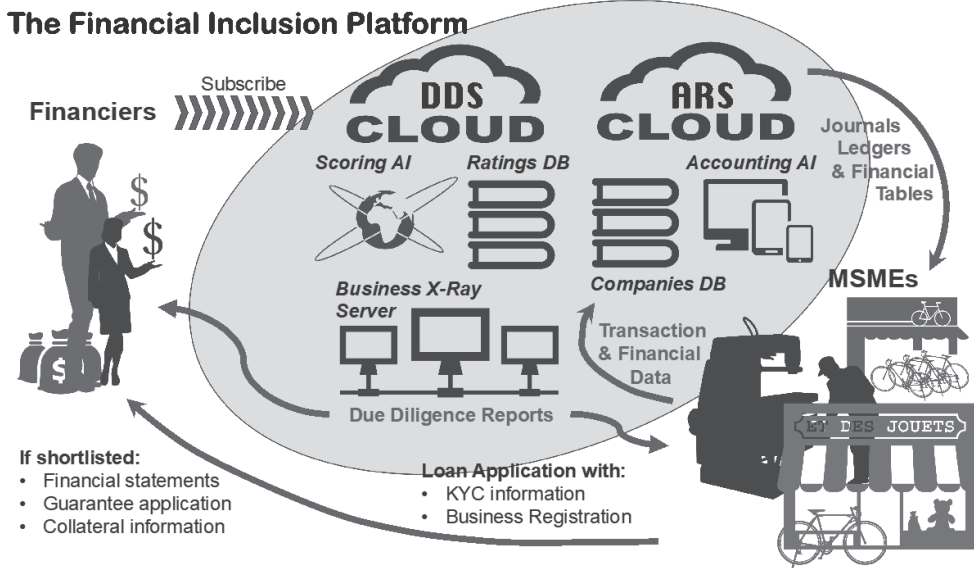 The Financial Inclusion Platform
Financiers
Subscribe
DDS
CLOUD
ARS
CLOUD
Scoring AI
Ratings DB
Accounting AI
Journals
Ledgers
& Financial
Tables
$
$
$
Business X-Ray
Server
Companies DB
MSMEs
Transaction
& Financial
Data
Due Diligence Reports
ET DES JOUETS
If shortlisted:
• Financial statements
• Guarantee application
• Collateral information
Loan Application with:
• KYC information
• Business Registration